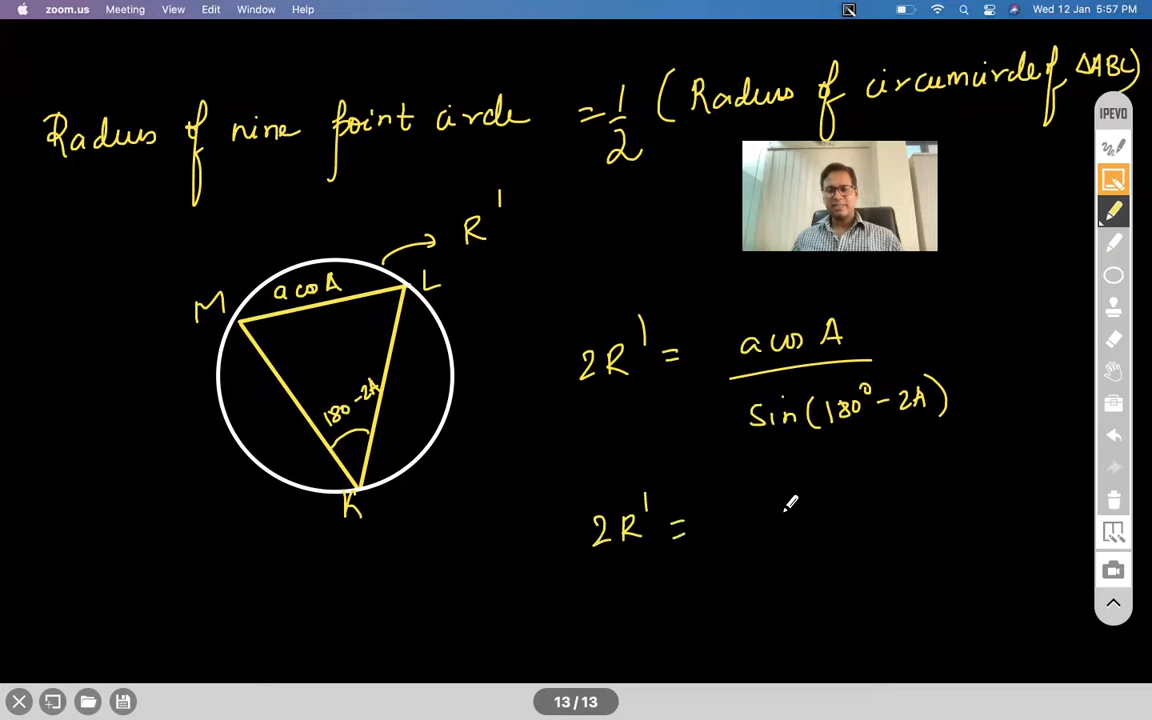 zoom.us Meeting View Edit Window Help Wed 12 Jan 5:57 PM
Radius of nine point circle = 1/2 (Radius of circumcircle of ΔABC)
IPEVO
R'
M a cos A L
2R' = a cos A / sin(180° - 2A)
180 - 2A
K
2R' =
13 / 13